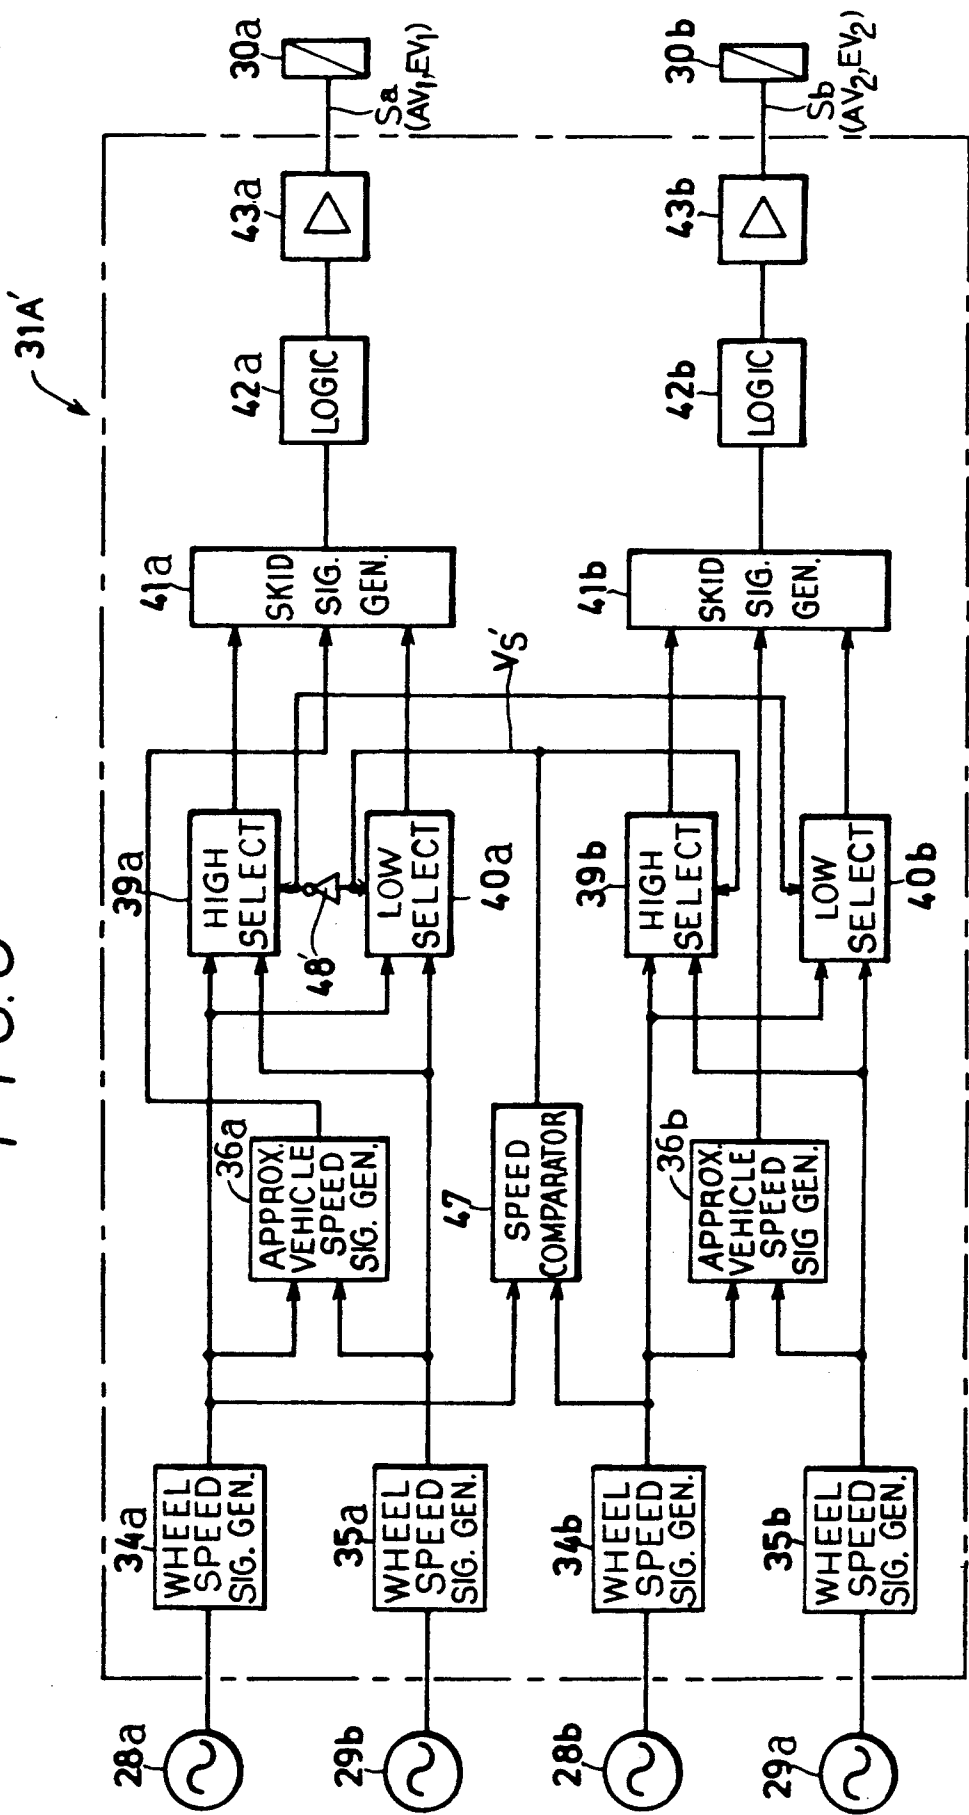 31A'
28a
34a
WHEEL
SPEED
SIG. GEN.
36a
APPROX.
VEHICLE
SPEED
SIG. GEN.
39a
HIGH
SELECT
41a
SKID
SIG.
GEN.
42a
LOGIC
43a
30a
Sa
(AV1,EV1)
29b
35a
WHEEL
SPEED
SIG. GEN.
48'
LOW
SELECT
40a
47
SPEED
COMPARATOR
Vs'
28b
34b
WHEEL
SPEED
SIG. GEN.
36b
APPROX.
VEHICLE
SPEED
SIG GEN.
39b
HIGH
SELECT
41b
SKID
SIG.
GEN.
42b
LOGIC
43b
30b
Sb
(AV2,EV2)
29a
35b
WHEEL
SPEED
SIG. GEN.
LOW
SELECT
40b